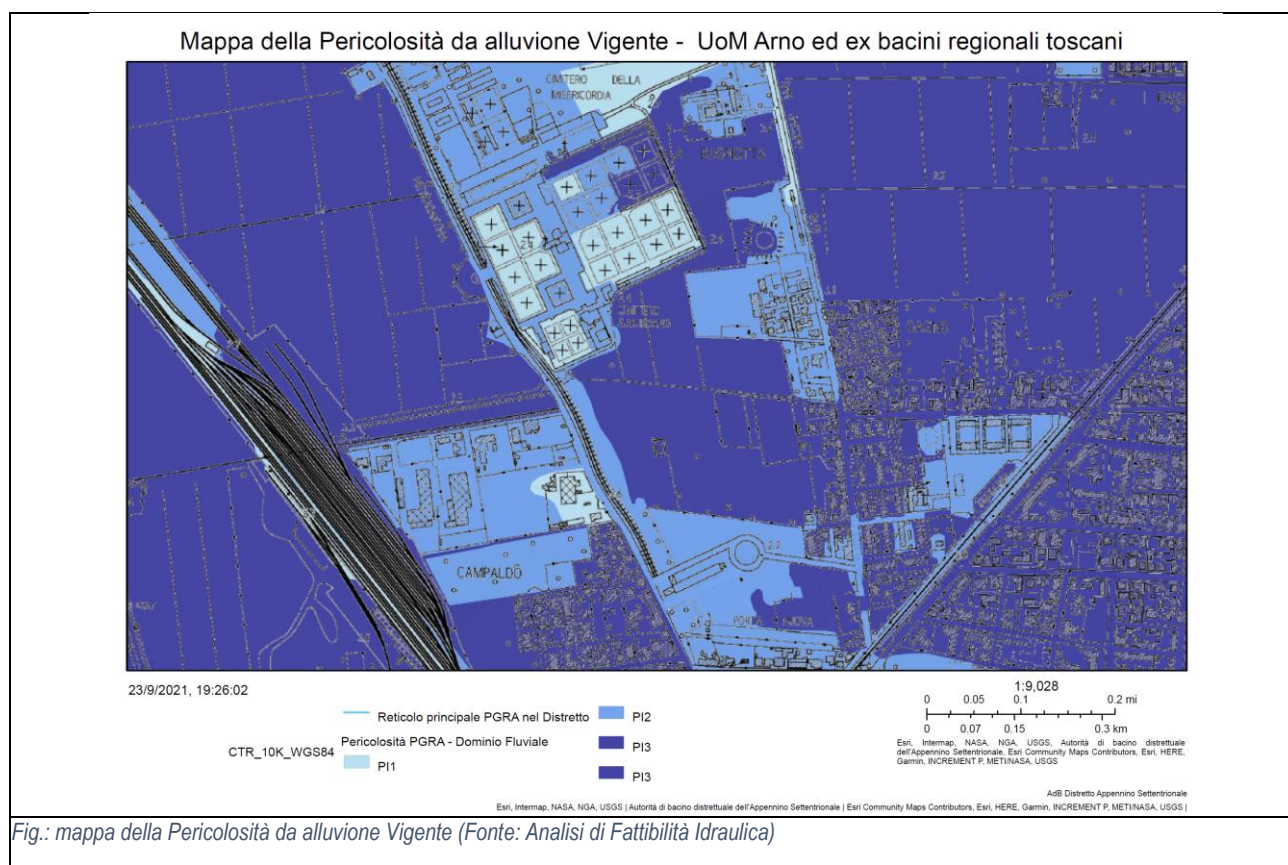 Mappa della Pericolosità da alluvione Vigente - UoM Arno ed ex bacini regionali toscani
CIMITERO DELLA
MISERICORDIA
CAMPALDO
23/9/2021, 19:26:02
Reticolo principale PGRA nel Distretto
CTR_10K_WGS84
Pericolosità PGRA - Dominio Fluviale
PI1
PI2
PI3
PI3
1:9,028
0 0.05 0.1 0.2 mi
0 0.07 0.15 0.3 km
Esri, Intermap, NASA, NGA, USGS, Autorità di bacino distrettuale
dell'Appennino Settentrionale, Esri Community Maps Contributors, Esri, HERE,
Garmin, INCREMENT P, METI/NASA, USGS
AdB Distretto Appennino Settentrionale
Esri, Intermap, NASA, NGA, USGS | Autorità di bacino distrettuale dell'Appennino Settentrionale | Esri Community Maps Contributors, Esri, HERE, Garmin, INCREMENT P, METI/NASA, USGS |
Fig.: mappa della Pericolosità da alluvione Vigente (Fonte: Analisi di Fattibilità Idraulica)